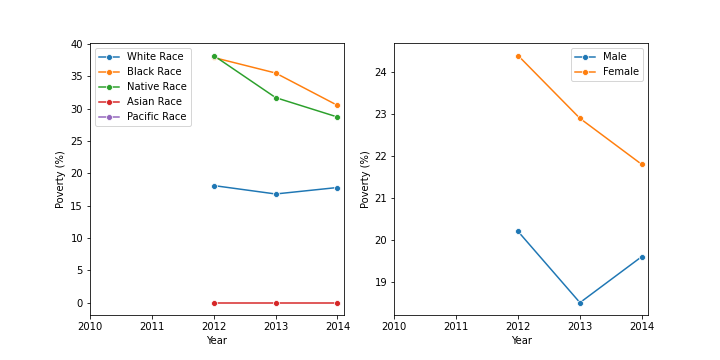 40
35
30
25
20
15
10
5
0
Poverty (%)
White Race
Black Race
Native Race
Asian Race
Pacific Race
2010 2011 2012 2013 2014
Year
24
23
22
21
20
19
Poverty (%)
Male
Female
2010 2011 2012 2013 2014
Year